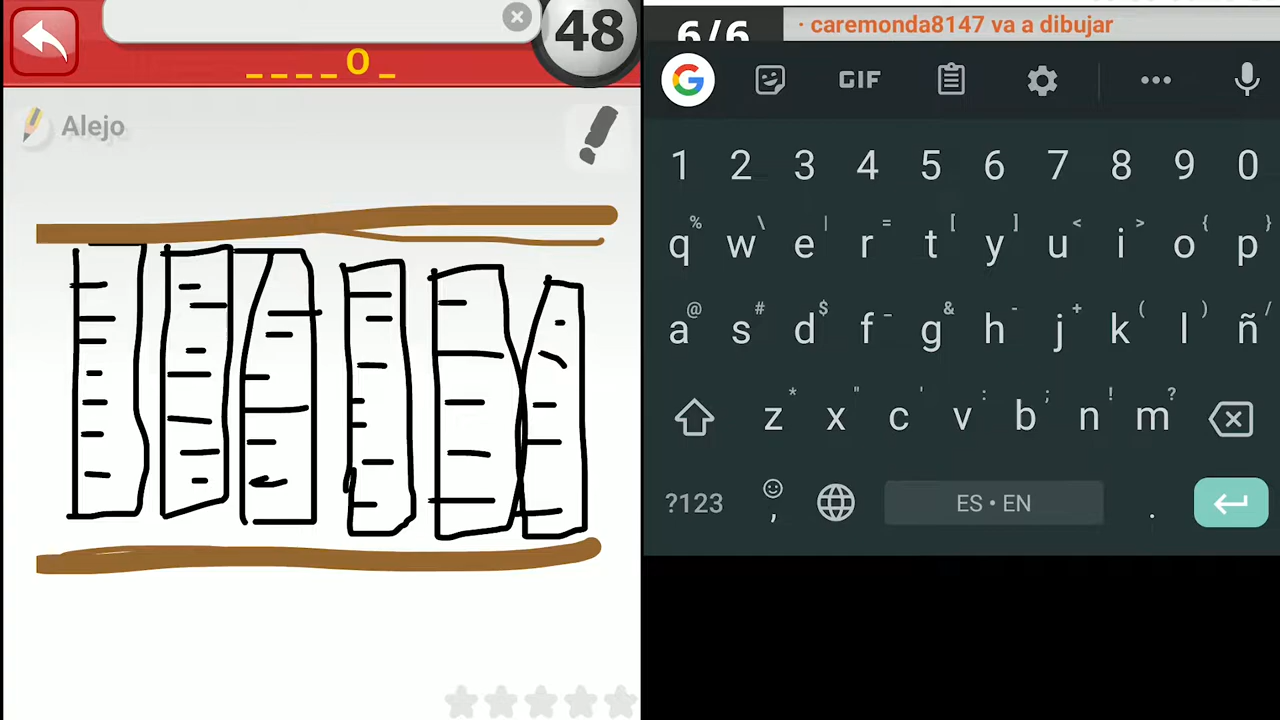 48
_ _ _ _ O _
Alejo
6/6
· caremonda8147 va a dibujar
G GIF
1 2 3 4 5 6 7 8 9 0
% \ | = [ ] < > { }
q w e r t y u i o p
@ # $ _ & - + ( ) /
a s d f g h j k l ñ
* " ' : ; ! ?
z x c v b n m
?123 , ES • EN .